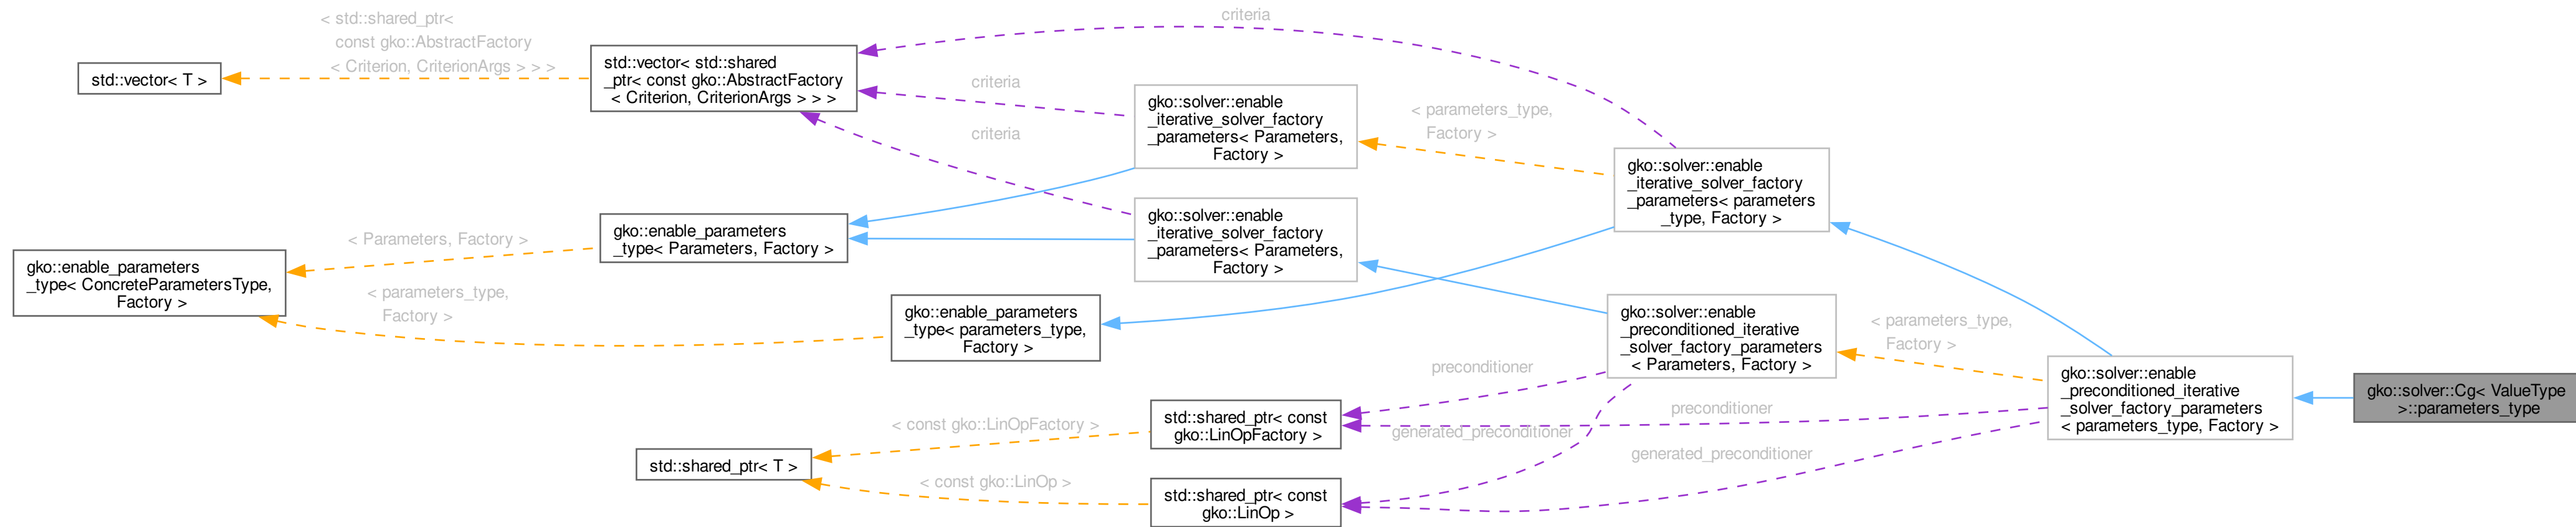 < std::shared_ptr<
const gko::AbstractFactory
< Criterion, CriterionArgs > > >
std::vector< T >
std::vector< std::shared
_ptr< const gko::AbstractFactory
< Criterion, CriterionArgs > > >
criteria
criteria
criteria
gko::solver::enable
_iterative_solver_factory
_parameters< Parameters,
Factory >
< parameters_type,
Factory >
gko::solver::enable
_iterative_solver_factory
_parameters< parameters
_type, Factory >
gko::enable_parameters
_type< ConcreteParametersType,
Factory >
< Parameters, Factory >
< parameters_type,
Factory >
gko::enable_parameters
_type< Parameters, Factory >
gko::solver::enable
_iterative_solver_factory
_parameters< Parameters,
Factory >
gko::enable_parameters
_type< parameters_type,
Factory >
gko::solver::enable
_preconditioned_iterative
_solver_factory_parameters
< Parameters, Factory >
< parameters_type,
Factory >
gko::solver::enable
_preconditioned_iterative
_solver_factory_parameters
< parameters_type, Factory >
gko::solver::Cg< ValueType
>::parameters_type
preconditioner
preconditioner
generated_preconditioner
generated_preconditioner
std::shared_ptr< const
gko::LinOpFactory >
< const gko::LinOpFactory >
std::shared_ptr< T >
< const gko::LinOp >
std::shared_ptr< const
gko::LinOp >